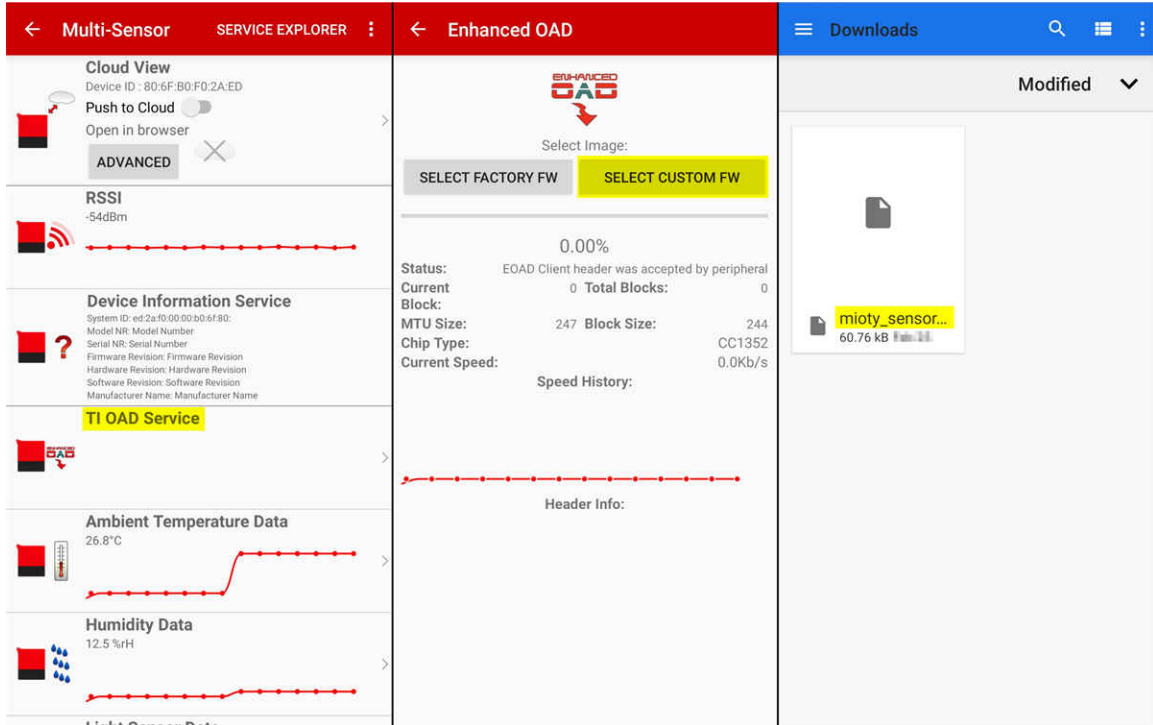 Multi-Sensor
SERVICE EXPLORER
Cloud View
Device ID : 80:6F:B0:F0:2A:ED
Push to Cloud
Open in browser
ADVANCED
RSSI
-54dBm
Device Information Service
System ID: ed:2a:f0:00:00:b0:6f:80:
Model NR: Model Number
Serial NR: Serial Number
Firmware Revision: Firmware Revision
Hardware Revision: Hardware Revision
Software Revision: Software Revision
Manufacturer Name: Manufacturer Name
TI OAD Service
ENHANCED
OAD
Ambient Temperature Data
26.8°C
Humidity Data
12.5 %rH
Light Sensor Data
Enhanced OAD
ENHANCED
OAD
Select Image:
SELECT FACTORY FW
SELECT CUSTOM FW
0.00%
Status: EOAD Client header was accepted by peripheral
Current Block: 0 Total Blocks: 0
MTU Size: 247 Block Size: 244
Chip Type: CC1352
Current Speed: 0.0Kb/s
Speed History:
Header Info:
Downloads
Modified
mioty_sensor...
60.76 kB